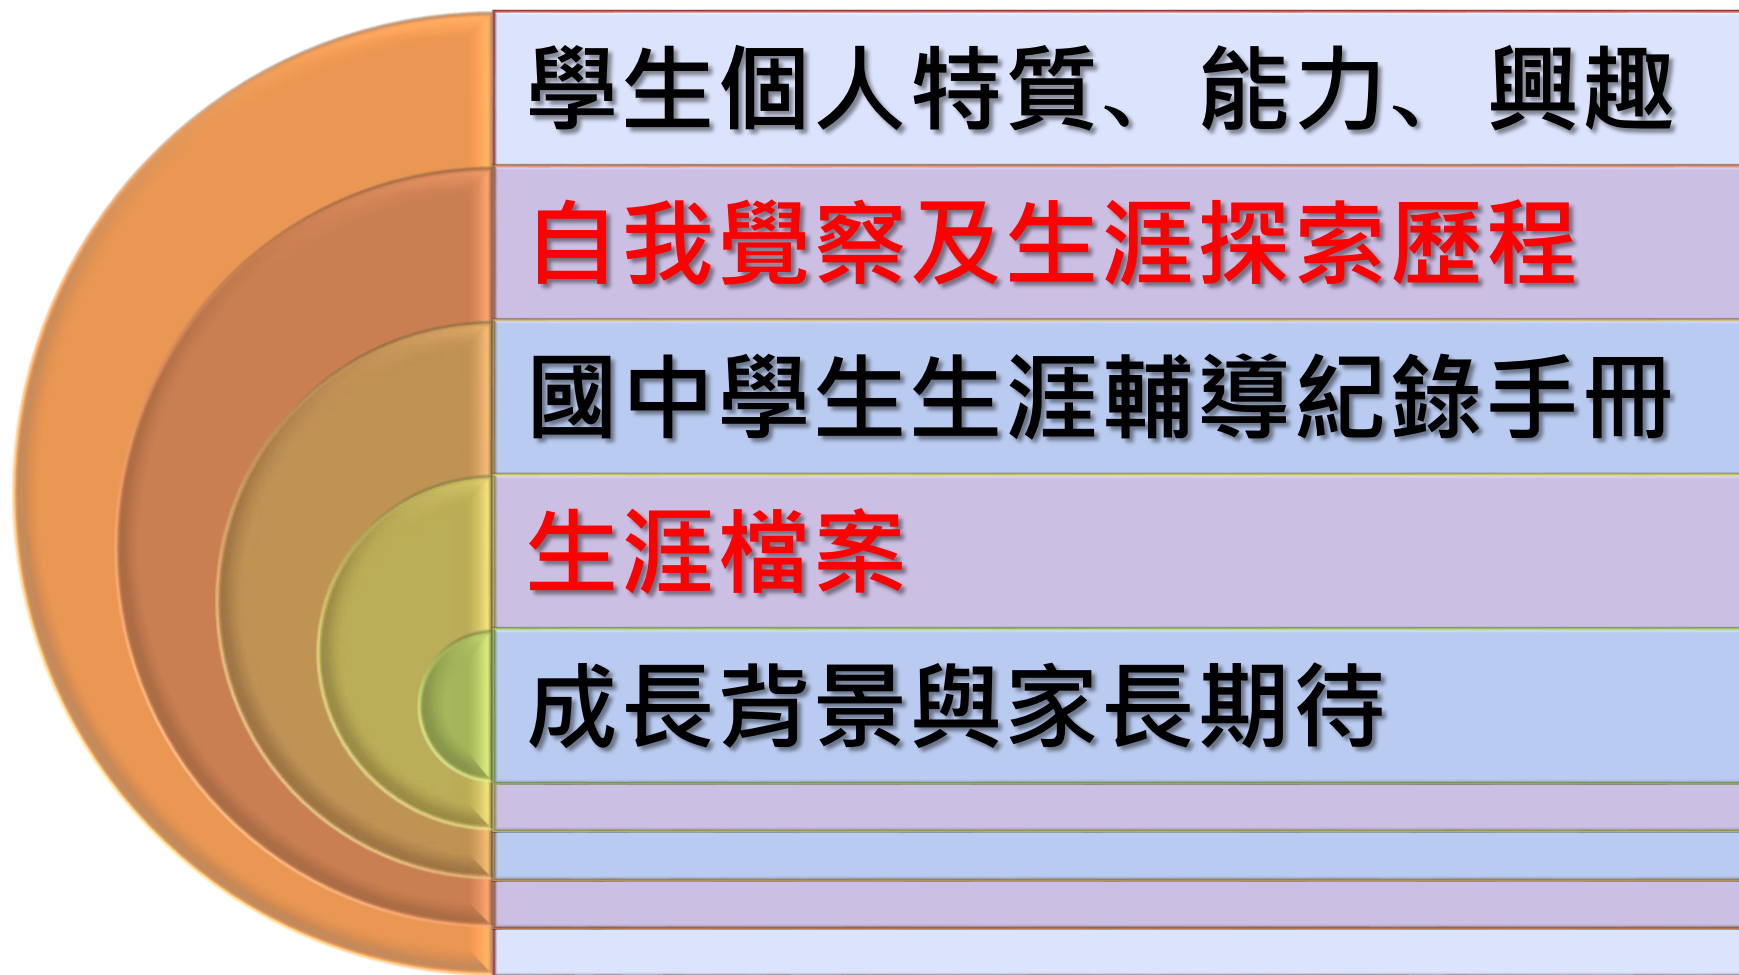 學生個人特質、能力、興趣
自我覺察及生涯探索歷程
國中學生生涯輔導紀錄手冊
生涯檔案
成長背景與家長期待